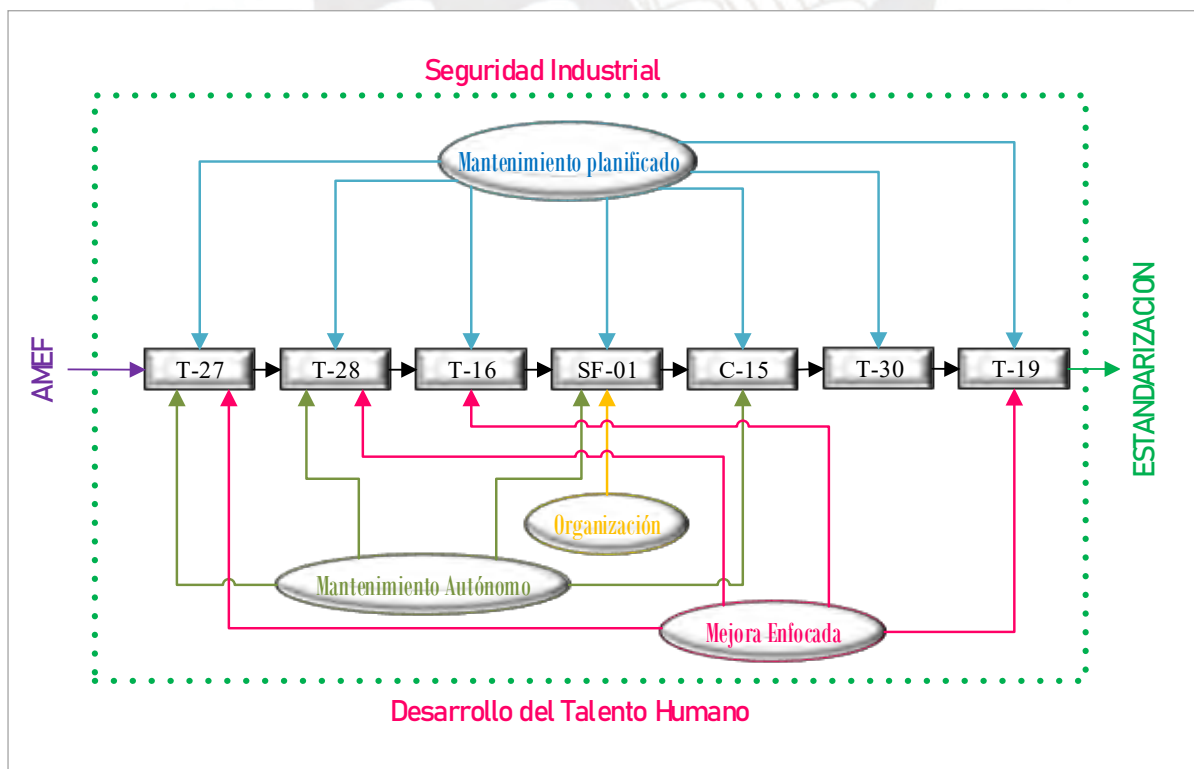 Seguridad Industrial
Mantenimiento planificado
AMEF
T-27
T-28
T-16
SF-01
C-15
T-30
T-19
ESTANDARIZACION
Organización
Mantenimiento Autónomo
Mejora Enfocada
Desarrollo del Talento Humano